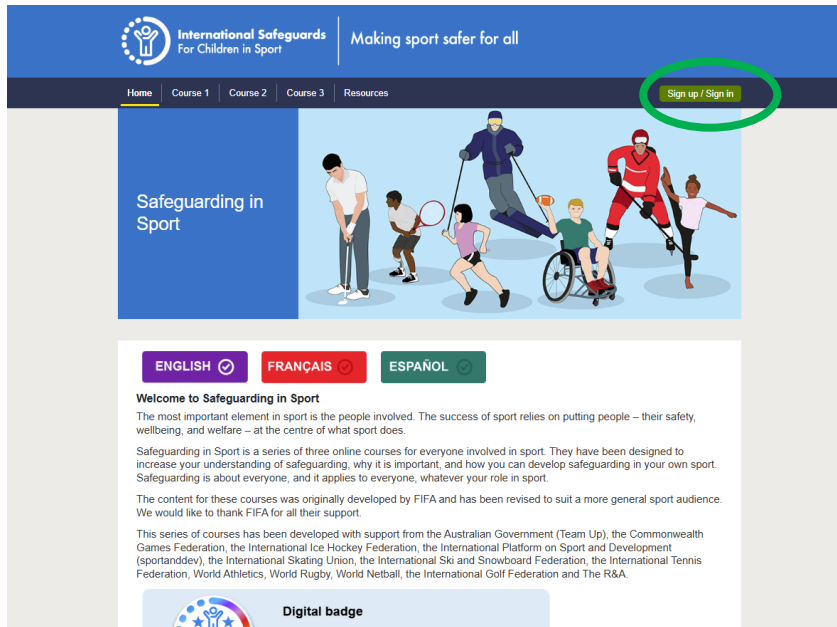 International Safeguards
For Children in Sport
Making sport safer for all
Home
Course 1
Course 2
Course 3
Resources
Sign up / Sign in
Safeguarding in
Sport
ENGLISH
FRANÇAIS
ESPAÑOL
Welcome to Safeguarding in Sport
The most important element in sport is the people involved. The success of sport relies on putting people – their safety,
wellbeing, and welfare – at the centre of what sport does.
Safeguarding in Sport is a series of three online courses for everyone involved in sport. They have been designed to
increase your understanding of safeguarding, why it is important, and how you can develop safeguarding in your own sport.
Safeguarding is about everyone, and it applies to everyone, whatever your role in sport.
The content for these courses was originally developed by FIFA and has been revised to suit a more general sport audience.
We would like to thank FIFA for all their support.
This series of courses has been developed with support from the Australian Government (Team Up), the Commonwealth
Games Federation, the International Ice Hockey Federation, the International Platform on Sport and Development
(sportanddev), the International Skating Union, the International Ski and Snowboard Federation, the International Tennis
Federation, World Athletics, World Rugby, World Netball, the International Golf Federation and The R&A.
Digital badge